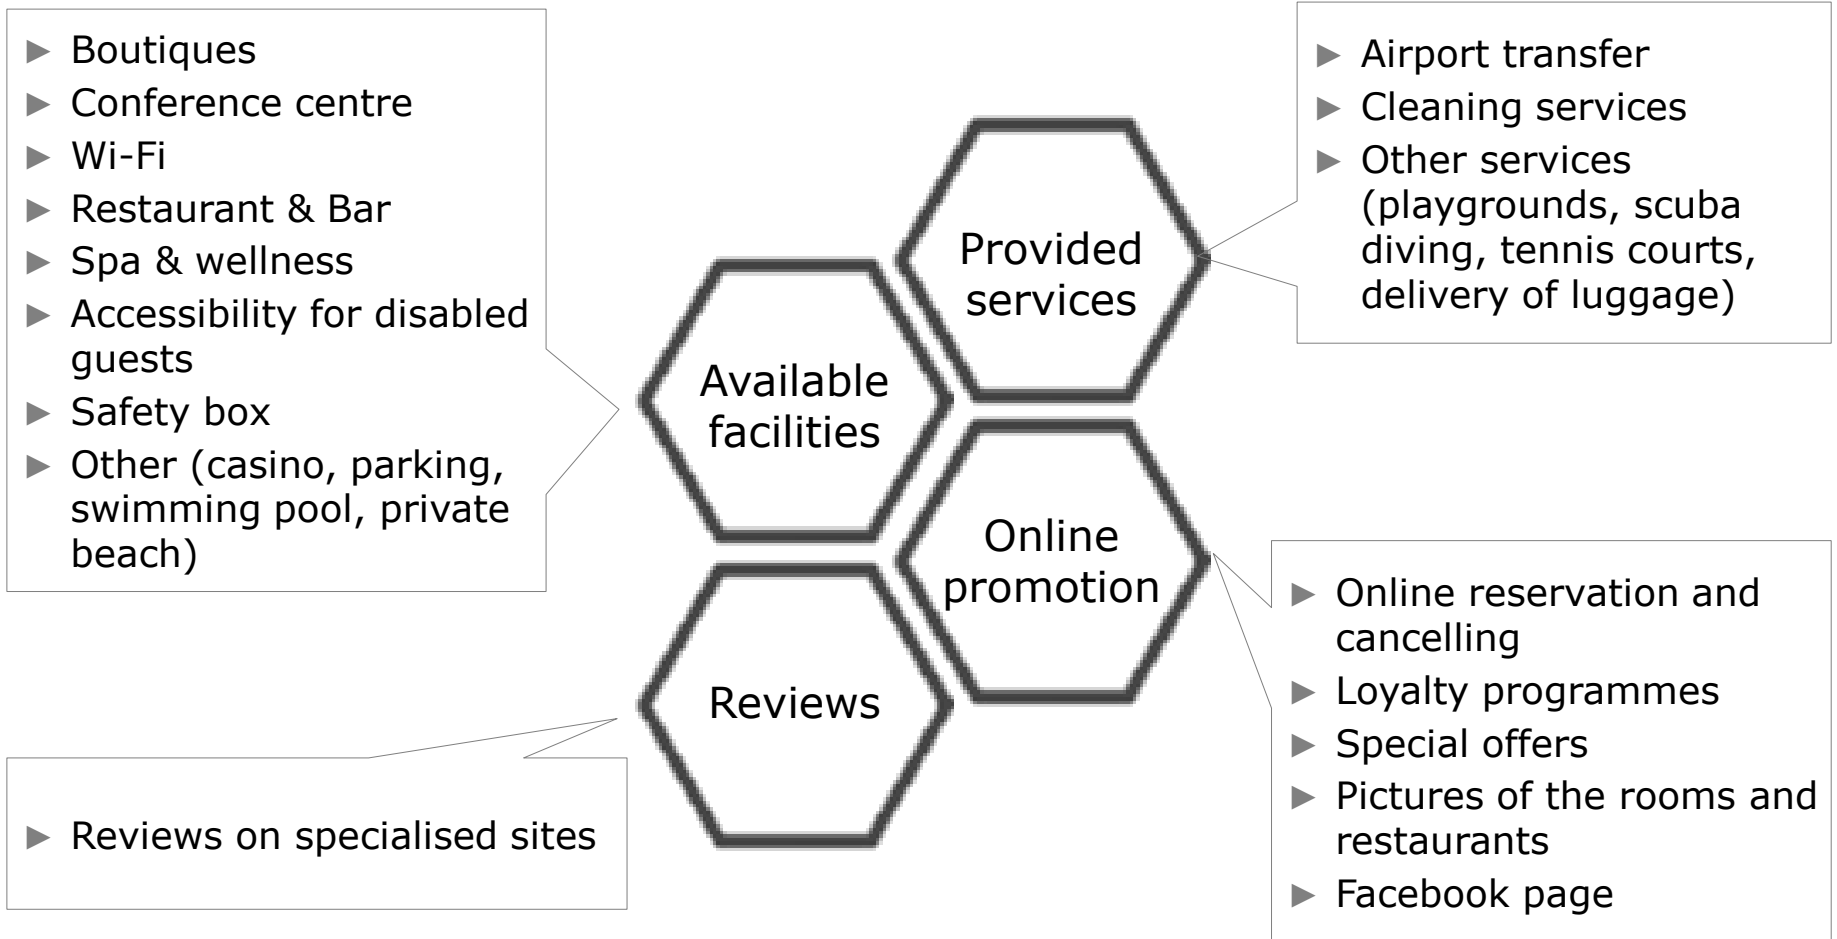 ► Boutiques
► Conference centre
► Wi-Fi
► Restaurant & Bar
► Spa & wellness
► Accessibility for disabled
guests
► Safety box
► Other (casino, parking,
swimming pool, private
beach)
► Airport transfer
► Cleaning services
► Other services
(playgrounds, scuba
diving, tennis courts,
delivery of luggage)
Provided
services
Available
facilities
Online
promotion
Reviews
► Reviews on specialised sites
► Online reservation and
cancelling
► Loyalty programmes
► Special offers
► Pictures of the rooms and
restaurants
► Facebook page